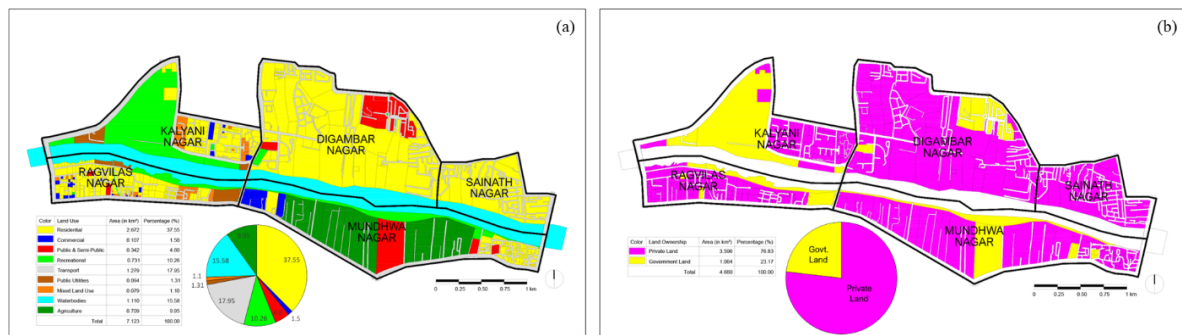 (a)
KALYANI
NAGAR
DIGAMBAR
NAGAR
RAGVILAS
NAGAR
SAINATH
NAGAR
MUNDHWA
NAGAR
Color Land Use Area (in km²) Percentage (%)
Residential 2.672 37.55
Commercial 0.107 1.50
Public & Semi Public 0.342 4.80
Recreational 0.731 10.26
Transport 1.279 17.95
Public Utilities 0.094 1.31
Mixed Land Use 0.079 1.10
Waterbodies 1.110 15.58
Agriculture 0.709 9.95
Total 7.123 100.00
37.55
1.5
10.26
17.95
1.31
1.1
15.58
0 0.25 0.50 0.75 1 km
(b)
KALYANI
NAGAR
DIGAMBAR
NAGAR
RAGVILAS
NAGAR
SAINATH
NAGAR
MUNDHWA
NAGAR
Color Land Ownership Area (in km²) Percentage (%)
Private Land 3.596 76.83
Government Land 1.084 23.17
Total 4.680 100.00
Govt.
Land
Private
Land
0 0.25 0.50 0.75 1 km